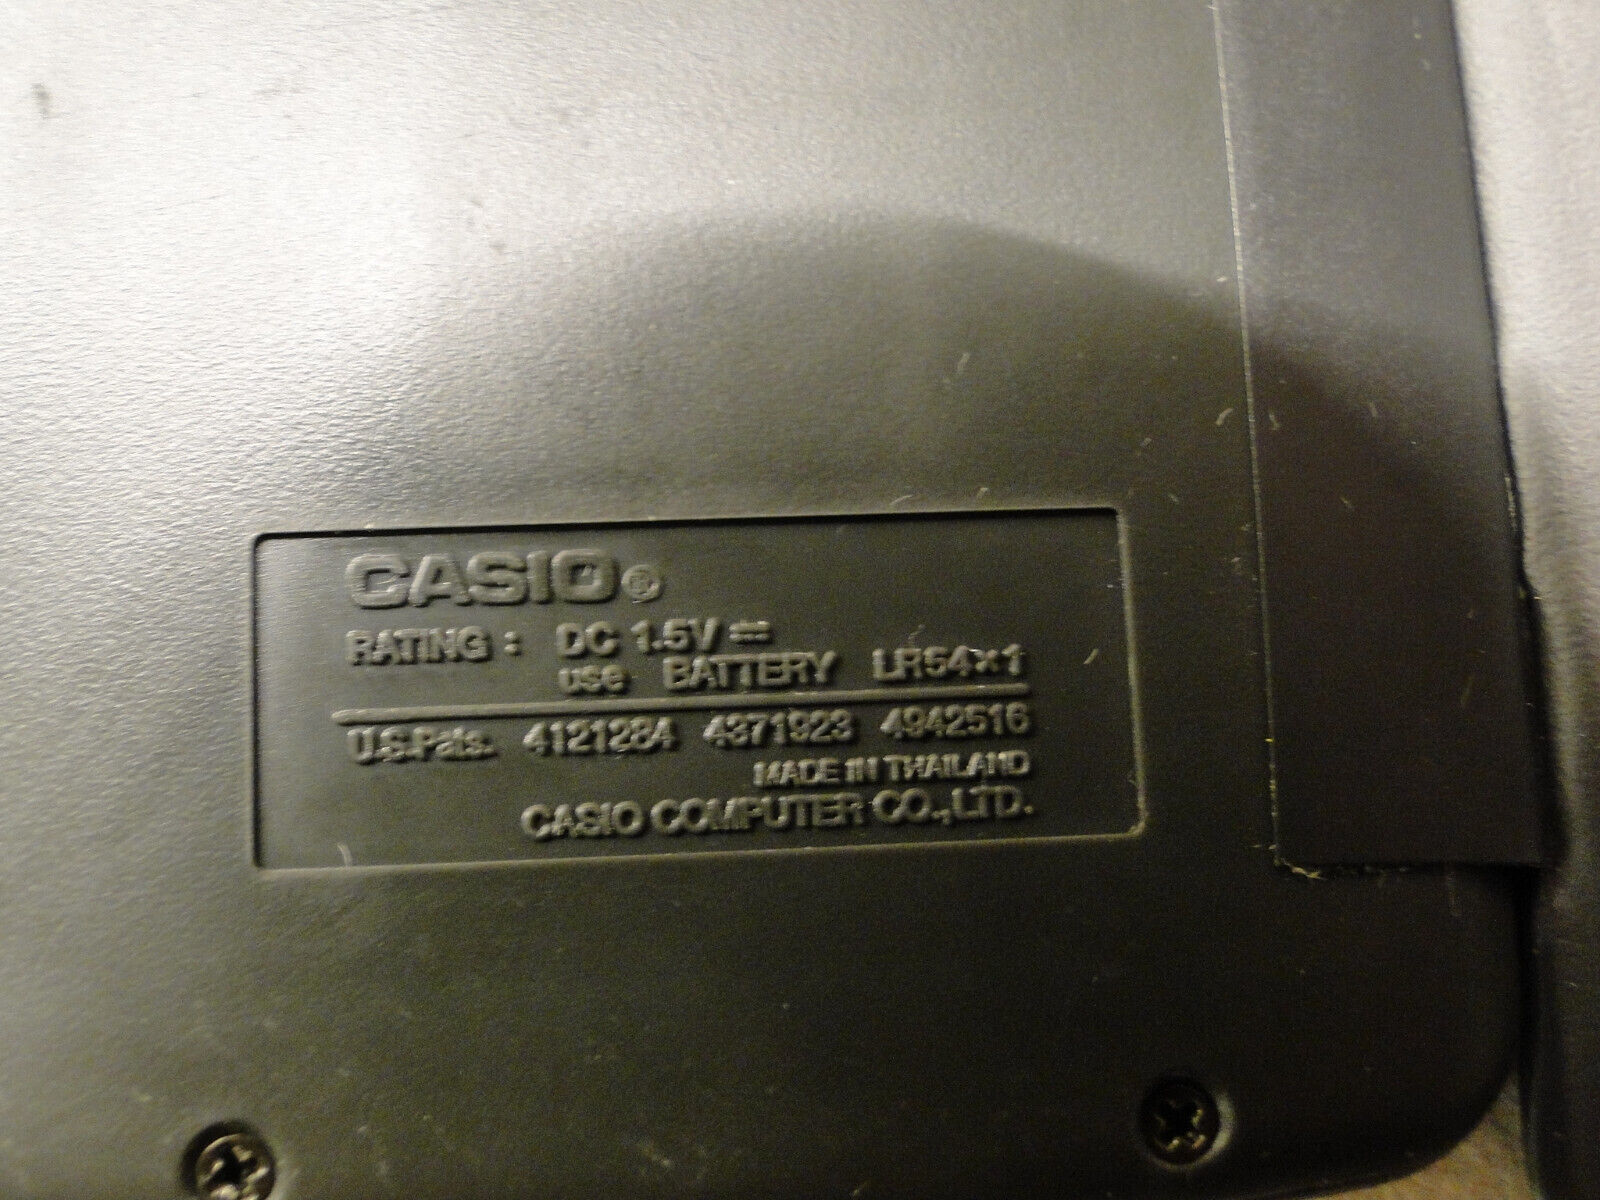 CASIO®
RATING : DC 1.5V ⎓
use BATTERY LR54×1
U.S.Pats. 4121284 4371923 4942516
MADE IN THAILAND
CASIO COMPUTER CO.,LTD.